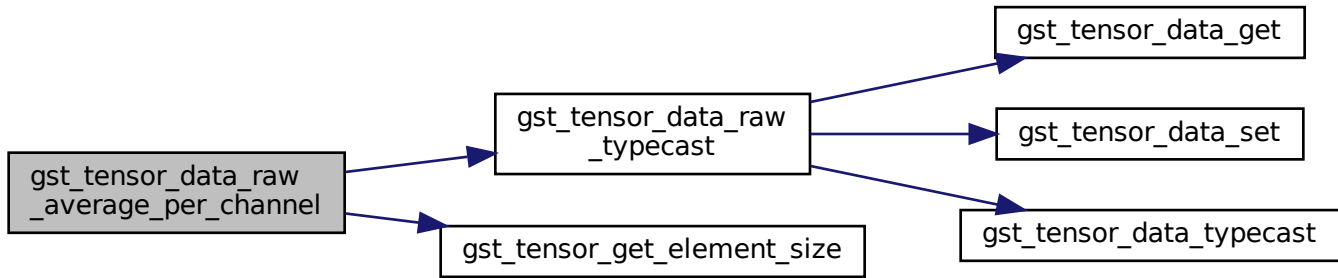 gst_tensor_data_raw
_average_per_channel
gst_tensor_data_raw
_typecast
gst_tensor_get_element_size
gst_tensor_data_get
gst_tensor_data_set
gst_tensor_data_typecast